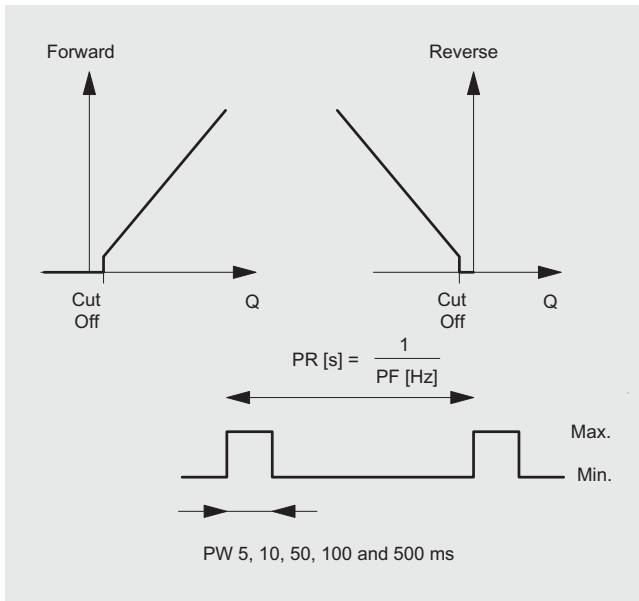 Forward
Reverse
Cut
Off
Q
Cut
Off
Q
PR [s] = 1
PF [Hz]
Max.
Min.
PW 5, 10, 50, 100 and 500 ms